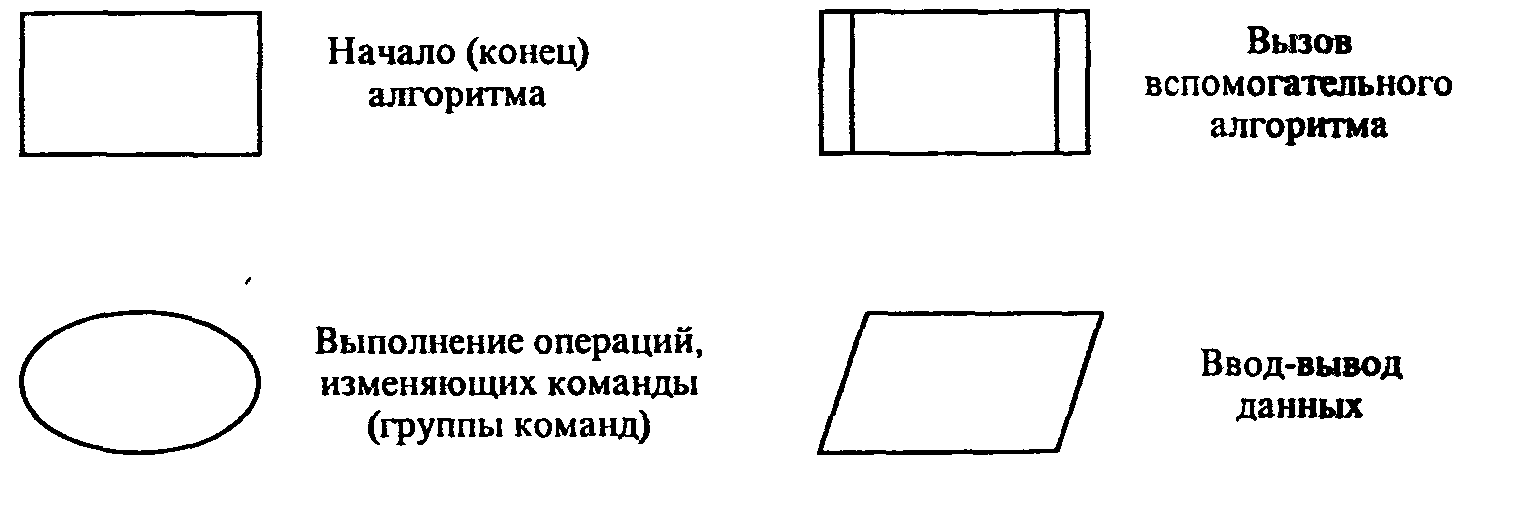 Начало (конец)
алгоритма
Вызов
вспомогательного
алгоритма
Выполнение операций,
изменяющих команды
(группы команд)
Ввод-вывод
данных